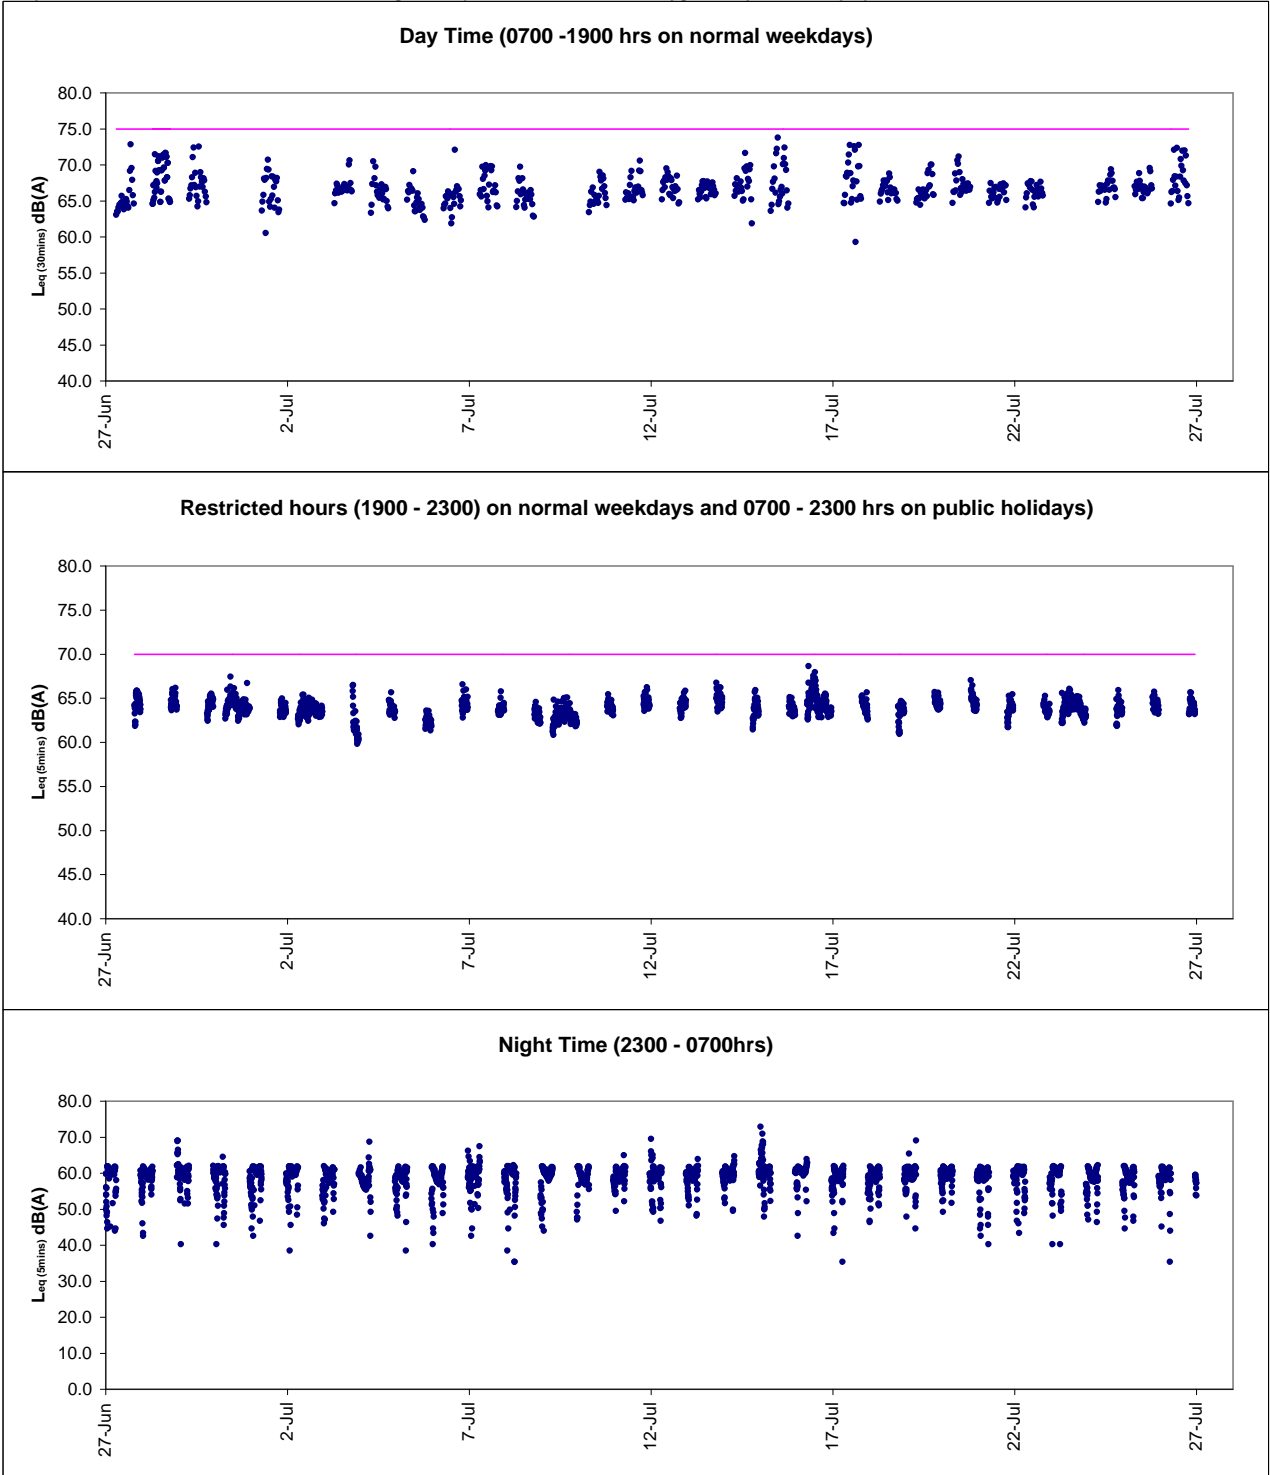 Day Time (0700 -1900 hrs on normal weekdays)
Leq (30mins) dB(A)
80.0
75.0
70.0
65.0
60.0
55.0
50.0
45.0
40.0
27-Jun
2-Jul
7-Jul
12-Jul
17-Jul
22-Jul
27-Jul
Restricted hours (1900 - 2300) on normal weekdays and 0700 - 2300 hrs on public holidays)
Leq (5mins) dB(A)
80.0
75.0
70.0
65.0
60.0
55.0
50.0
45.0
40.0
27-Jun
2-Jul
7-Jul
12-Jul
17-Jul
22-Jul
27-Jul
Night Time (2300 - 0700hrs)
Leq (5mins) dB(A)
80.0
70.0
60.0
50.0
40.0
30.0
20.0
10.0
0.0
27-Jun
2-Jul
7-Jul
12-Jul
17-Jul
22-Jul
27-Jul